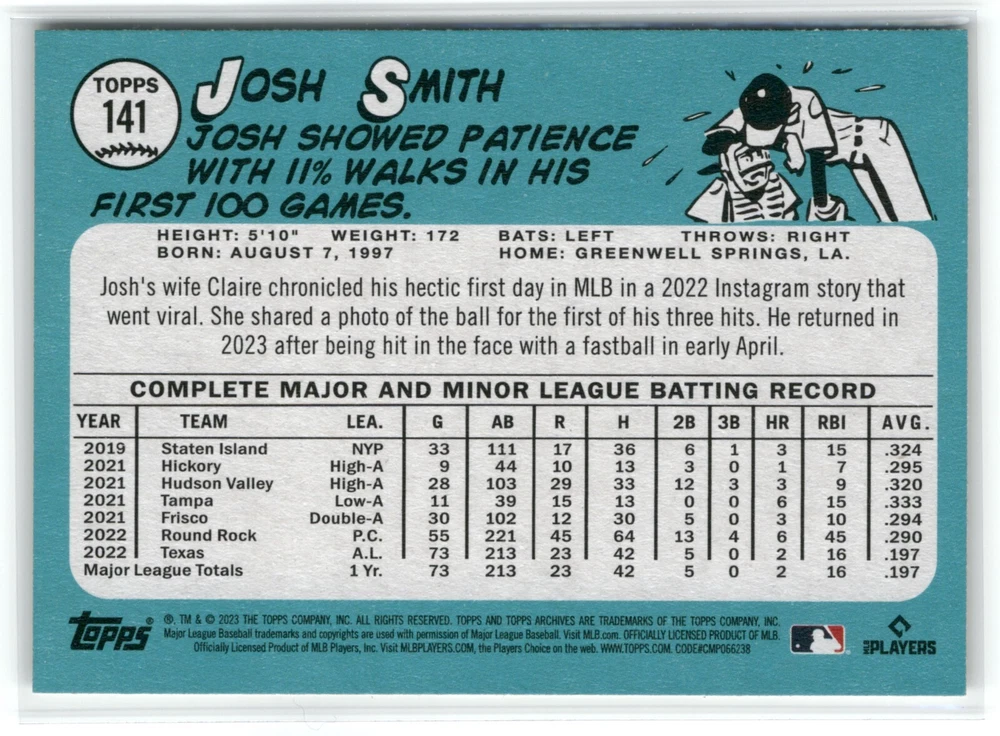 TOPPS
141
JOSH SMITH
JOSH SHOWED PATIENCE
WITH 11% WALKS IN HIS
FIRST 100 GAMES.
HEIGHT: 5'10" WEIGHT: 172 BATS: LEFT THROWS: RIGHT
BORN: AUGUST 7, 1997 HOME: GREENWELL SPRINGS, LA.
Josh's wife Claire chronicled his hectic first day in MLB in a 2022 Instagram story that
went viral. She shared a photo of the ball for the first of his three hits. He returned in
2023 after being hit in the face with a fastball in early April.
COMPLETE MAJOR AND MINOR LEAGUE BATTING RECORD
YEAR TEAM LEA. G AB R H 2B 3B HR RBI AVG.
2019 Staten Island NYP 33 111 17 36 6 1 3 15 .324
2021 Hickory High-A 9 44 10 13 3 0 1 7 .295
2021 Hudson Valley High-A 28 103 29 33 12 3 3 9 .320
2021 Tampa Low-A 11 39 15 13 0 0 6 15 .333
2021 Frisco Double-A 30 102 12 30 5 0 3 10 .294
2022 Round Rock P.C. 55 221 45 64 13 4 6 45 .290
2022 Texas A.L. 73 213 23 42 5 0 2 16 .197
Major League Totals 1 Yr. 73 213 23 42 5 0 2 16 .197
topps®
®, TM & © 2023 THE TOPPS COMPANY, INC. ALL RIGHTS RESERVED. TOPPS AND TOPPS ARCHIVES ARE TRADEMARKS OF THE TOPPS COMPANY, INC.
Major League Baseball trademarks and copyrights are used with permission of Major League Baseball. Visit MLB.com. OFFICIALLY LICENSED PRODUCT OF MLB.
Officially Licensed Product of MLB Players, Inc. Visit MLBPLAYERS.COM, the Players Choice on the web. WWW.TOPPS.COM. CODE#CMP066238
MLB PLAYERS